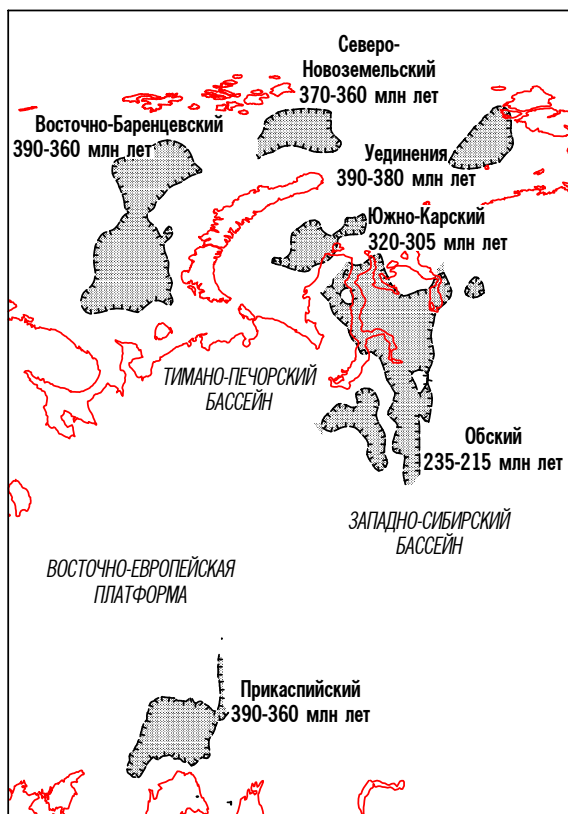 Северо-
Новоземельский
370-360 млн лет
Восточно-Баренцевский
390-360 млн лет
Уединения
390-380 млн лет
Южно-Карский
320-305 млн лет
ТИМАНО-ПЕЧОРСКИЙ
БАССЕЙН
Обский
235-215 млн лет
ЗАПАДНО-СИБИРСКИЙ
БАССЕЙН
ВОСТОЧНО-ЕВРОПЕЙСКАЯ
ПЛАТФОРМА
Прикаспийский
390-360 млн лет